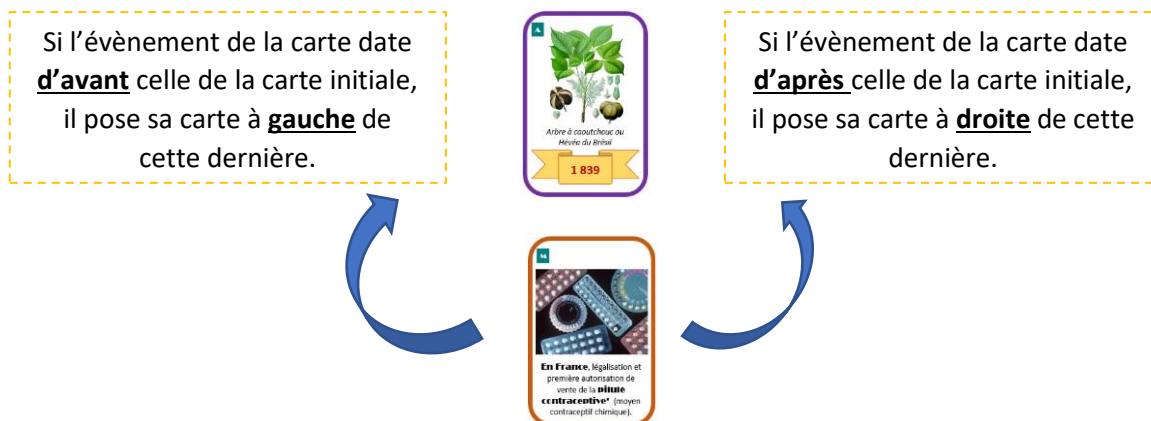 Si l’évènement de la carte date
d’avant celle de la carte initiale,
il pose sa carte à gauche de
cette dernière.
Arbre à caoutchouc ou
Hévéa du Brésil
1 839
Si l’évènement de la carte date
d’après celle de la carte initiale,
il pose sa carte à droite de cette
dernière.
En France, légalisation et
première autorisation de
vente de la pilule
contraceptive* (moyen
contraceptif chimique).